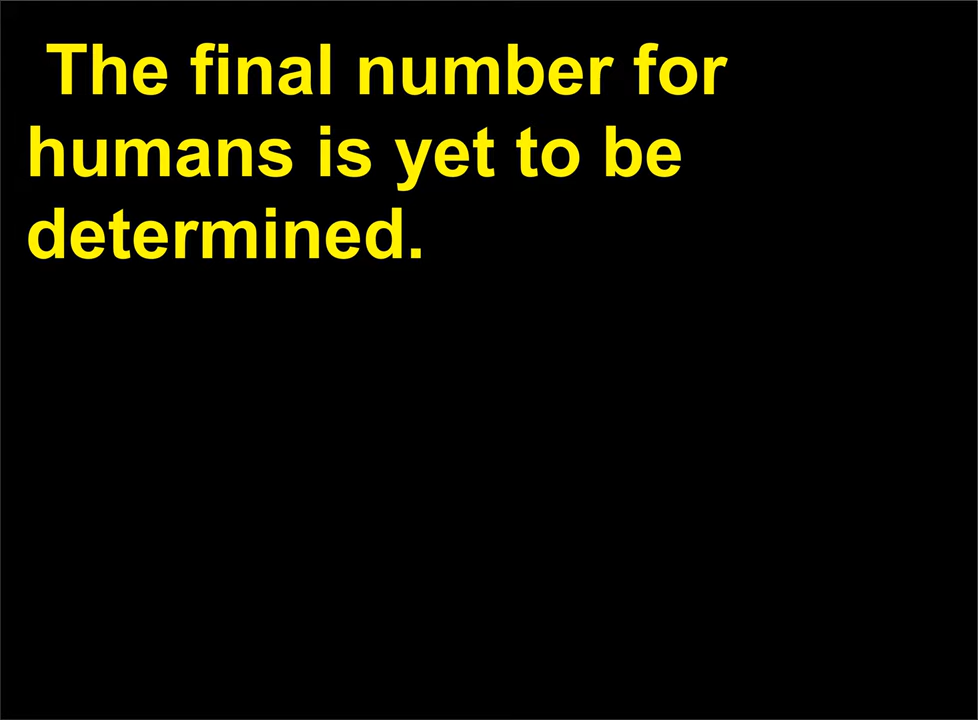 The final number for
humans is yet to be
determined.